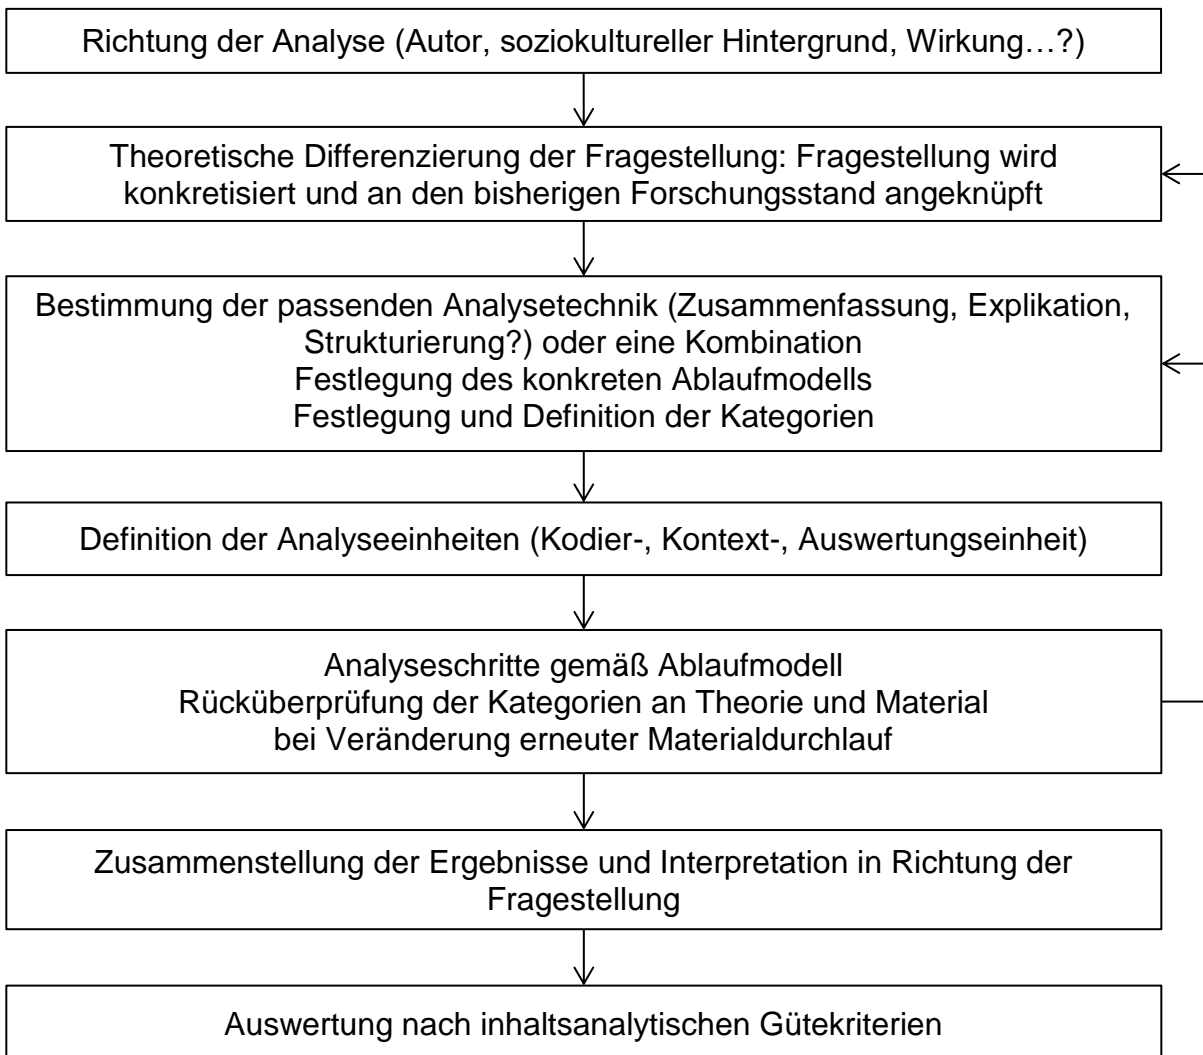 Richtung der Analyse (Autor, soziokultureller Hintergrund, Wirkung…?)
Theoretische Differenzierung der Fragestellung: Fragestellung wird
konkretisiert und an den bisherigen Forschungsstand angeknüpft
Bestimmung der passenden Analysetechnik (Zusammenfassung, Explikation,
Strukturierung?) oder eine Kombination
Festlegung des konkreten Ablaufmodells
Festlegung und Definition der Kategorien
Definition der Analyseeinheiten (Kodier-, Kontext-, Auswertungseinheit)
Analyseschritte gemäß Ablaufmodell
Rücküberprüfung der Kategorien an Theorie und Material
bei Veränderung erneuter Materialdurchlauf
Zusammenstellung der Ergebnisse und Interpretation in Richtung der
Fragestellung
Auswertung nach inhaltsanalytischen Gütekriterien